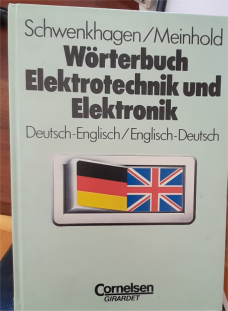 Schwenkhagen/Meinhold
Wörterbuch
Elektrotechnik und
Elektronik
Deutsch-Englisch/Englisch-Deutsch
Cornelsen
GIRARDET